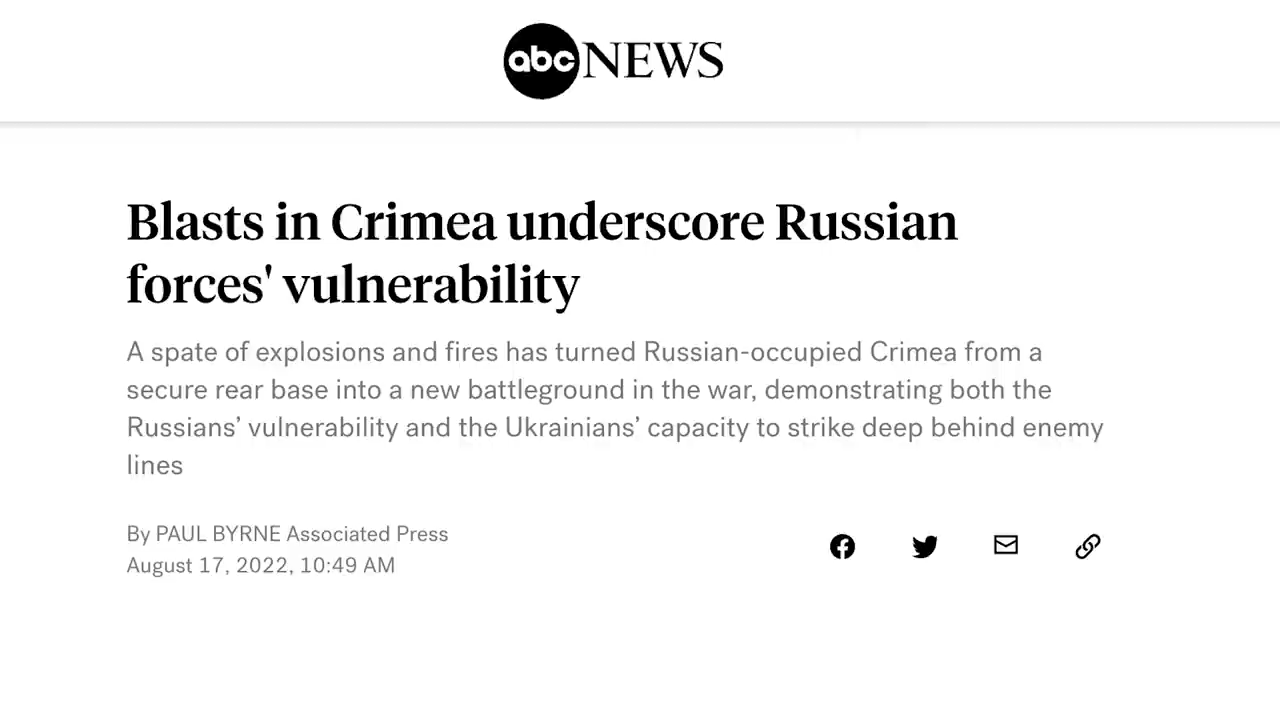 abc NEWS
Blasts in Crimea underscore Russian
forces' vulnerability
A spate of explosions and fires has turned Russian-occupied Crimea from a
secure rear base into a new battleground in the war, demonstrating both the
Russians’ vulnerability and the Ukrainians’ capacity to strike deep behind enemy
lines
By PAUL BYRNE Associated Press
August 17, 2022, 10:49 AM